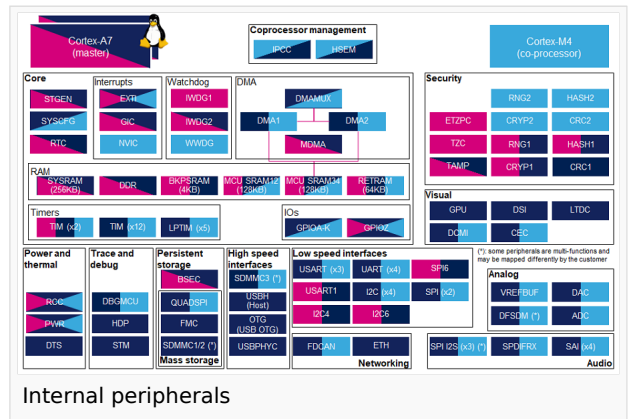 Cortex-A7
(master)
Coprocessor management
IPCC
HSEM
Cortex-M4
(co-processor)
Core
STGEN
SYSCFG
RTC
Interrupts
EXTI
GIC
NVIC
Watchdog
IWDG1
IWDG2
WWDG
DMA
DMAMUX
DMA1
DMA2
MDMA
Security
RNG2
HASH2
ETZPC
CRYP2
CRC2
TZC
RNG1
HASH1
TAMP
CRYP1
CRC1
RAM
SYSRAM
(256KB)
DDR
BKPSRAM
(4KB)
MCU SRAM12
(128KB)
MCU SRAM34
(128KB)
RETRAM
(64KB)
Timers
TIM (x2)
TIM (x12)
LPTIM (x5)
IOs
GPIOA-K
GPIOZ
Visual
GPU
DSI
LTDC
DCMI
CEC
(*): some peripherals are multi-functions and
may be mapped differently by the customer
Power and
thermal
RCC
PWR
DTS
Trace and
debug
DBGMCU
HDP
STM
Persistent
storage
BSEC
QUADSPI
FMC
SDMMC1/2 (*)
Mass storage
High speed
interfaces
SDMMC3 (*)
USBH
(Host)
OTG
(USB OTG)
USBPHYC
Low speed interfaces
USART (x3)
UART (x4)
SPI6
USART1
I2C (x4)
SPI (x2)
I2C4
I2C6
Analog
VREFBUF
DAC
DFSDM (*)
ADC
FDCAN
ETH
Networking
SPI I2S (x3) (*)
SPDIFRX
SAI (x4)
Audio
Internal peripherals